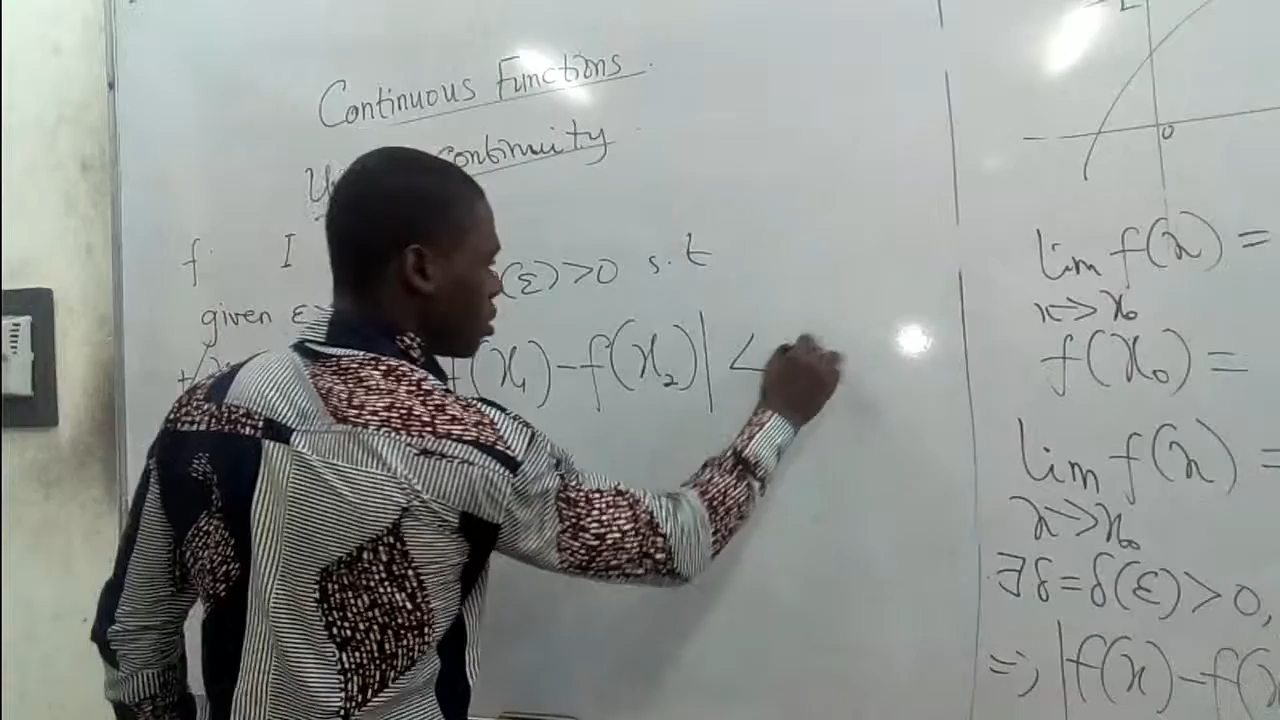 Continuous Functions
continuity
f I (ε)>0 s.t
given ε
f(x₁)-f(x₂)| <
0
lim f(x) =
x->x₀
f(x₀) =
lim f(x) =
x->x₀
∃δ=δ(ε)>0,
=> |f(x)-f(x